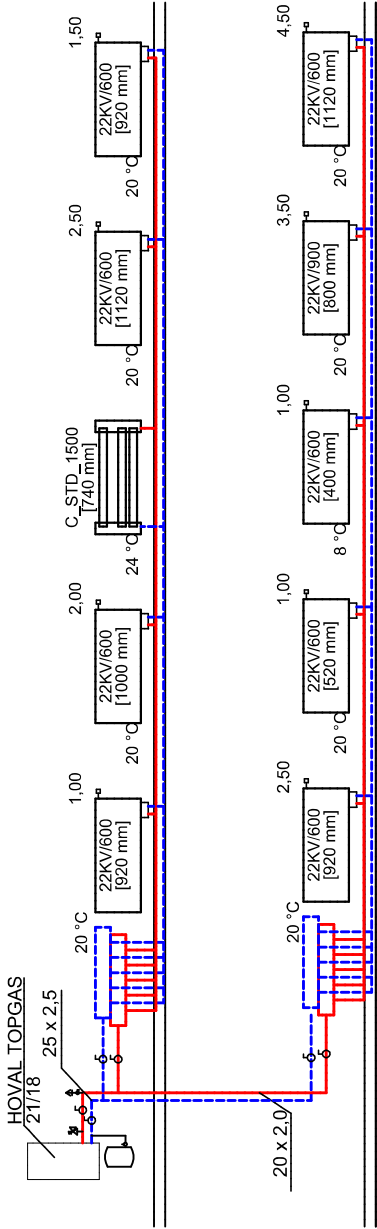 HOVAL TOPGAS
21/18
25 x 2,5
20 °C
1,00
22KV/600
[920 mm]
20 °C
2,00
22KV/600
[1000 mm]
24 °C
C_STD_1500
[740 mm]
20 °C
2,50
22KV/600
[1120 mm]
20 °C
1,50
22KV/600
[920 mm]
20 x 2,0
20 °C
2,50
22KV/600
[920 mm]
20 °C
1,00
22KV/600
[520 mm]
8 °C
1,00
22KV/600
[400 mm]
20 °C
3,50
22KV/900
[800 mm]
20 °C
4,50
22KV/600
[1120 mm]